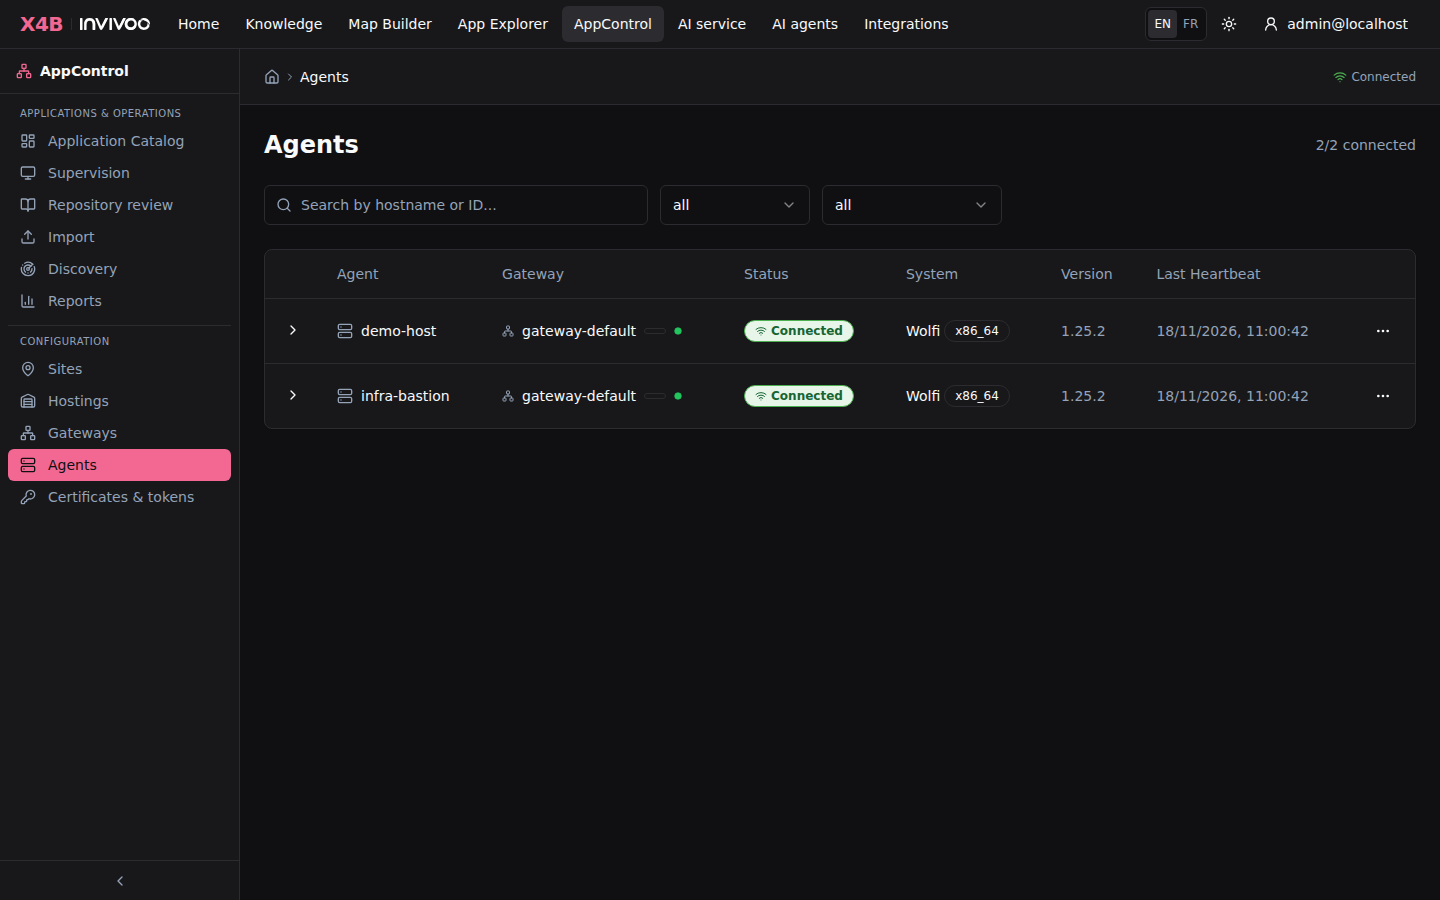 X4B INVIVOO Home Knowledge Map Builder App Explorer AppControl AI service AI agents Integrations EN FR admin@localhost
AppControl
APPLICATIONS & OPERATIONS
Application Catalog
Supervision
Repository review
Import
Discovery
Reports
CONFIGURATION
Sites
Hostings
Gateways
Agents
Certificates & tokens
Agents Connected
Agents 2/2 connected
Search by hostname or ID... all all
Agent Gateway Status System Version Last Heartbeat
demo-host gateway-default Connected Wolfi x86_64 1.25.2 18/11/2026, 11:00:42
infra-bastion gateway-default Connected Wolfi x86_64 1.25.2 18/11/2026, 11:00:42